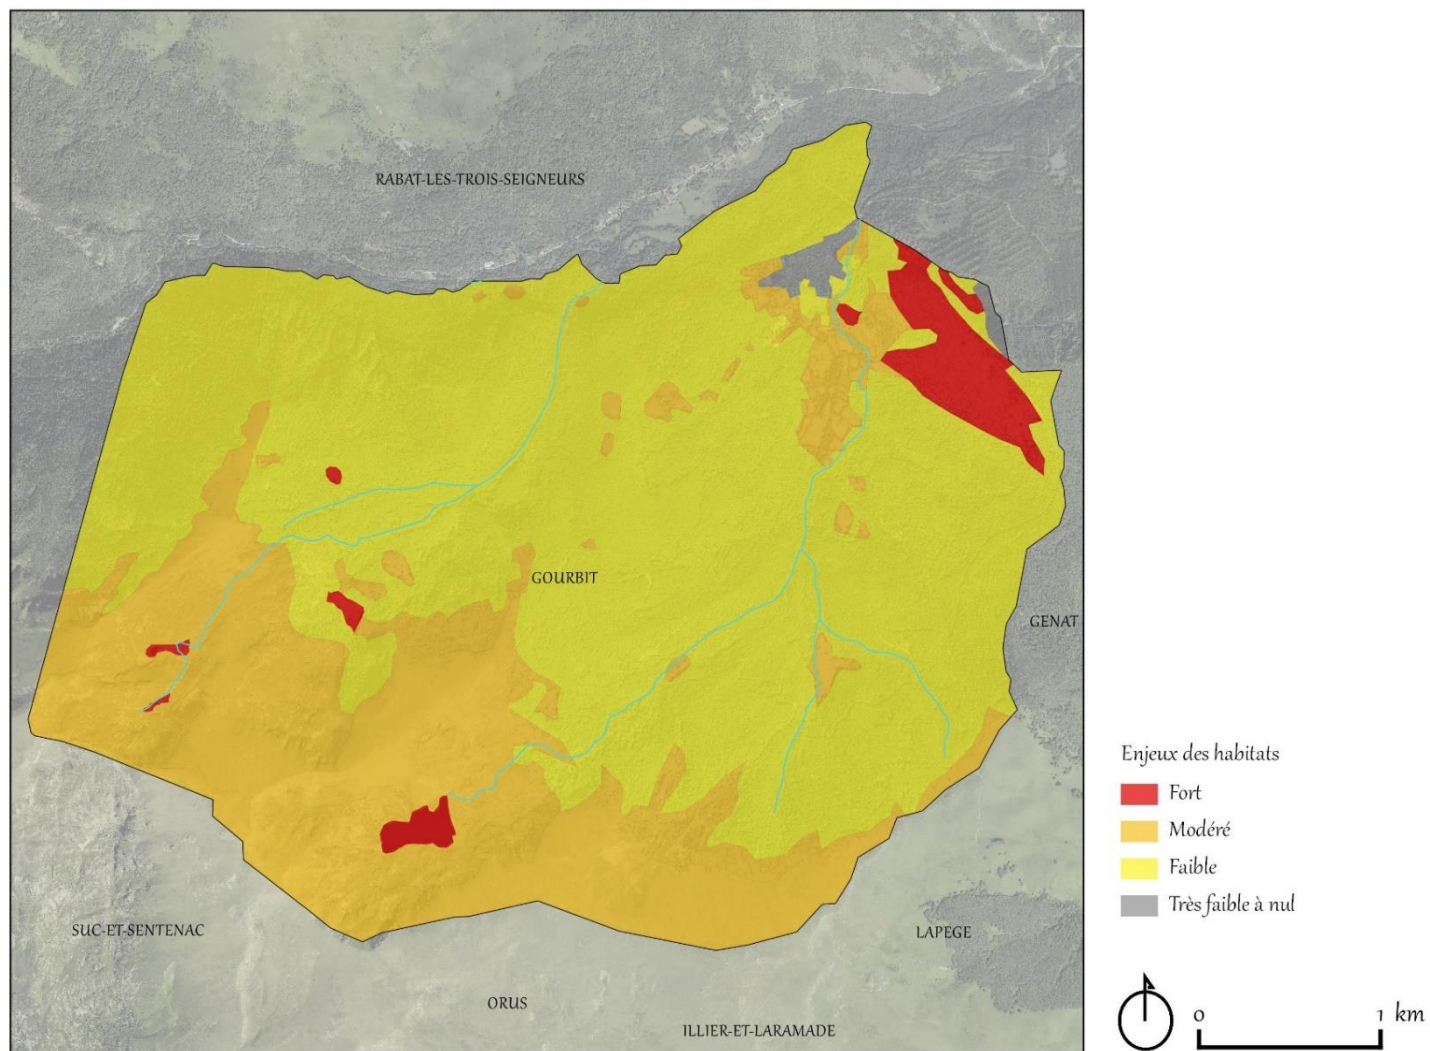 RABAT-LES-TROIS-SEIGNEURS
GOURBIT
GENAT
SUC-ET-SENTENAC
LAPEGE
ORUS
ILLIER-ET-LARAMADE
Enjeux des habitats
Fort
Modéré
Faible
Très faible à nul
0 1 km